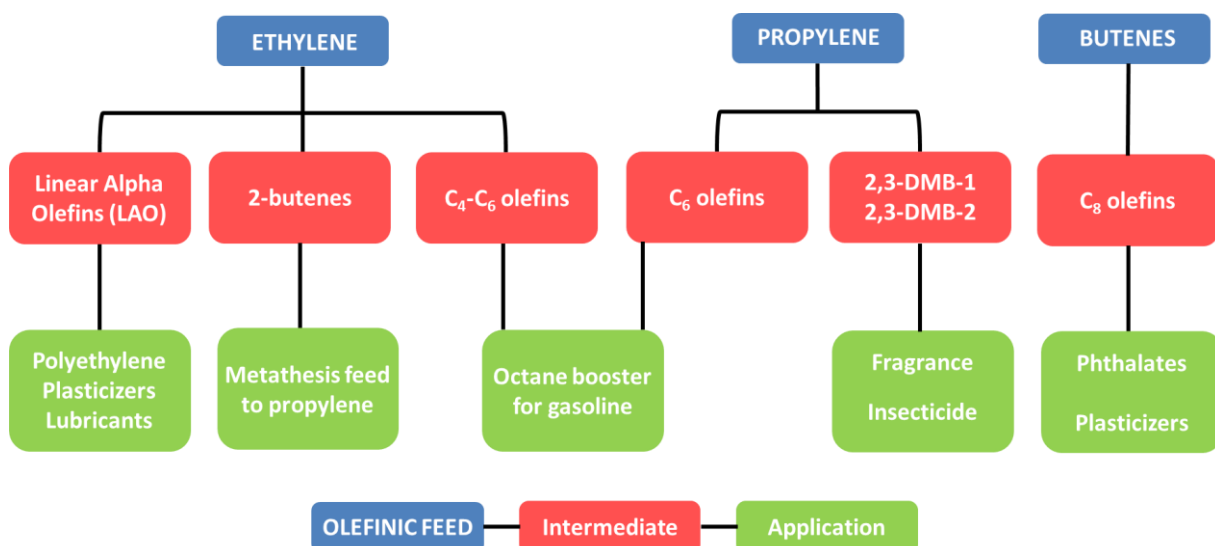 ETHYLENE
PROPYLENE
BUTENES
Linear Alpha
Olefins (LAO)
2-butenes
C₄-C₆ olefins
C₆ olefins
2,3-DMB-1
2,3-DMB-2
C₈ olefins
Polyethylene
Plasticizers
Lubricants
Metathesis feed
to propylene
Octane booster
for gasoline
Fragrance
Insecticide
Phthalates
Plasticizers
OLEFINIC FEED
Intermediate
Application